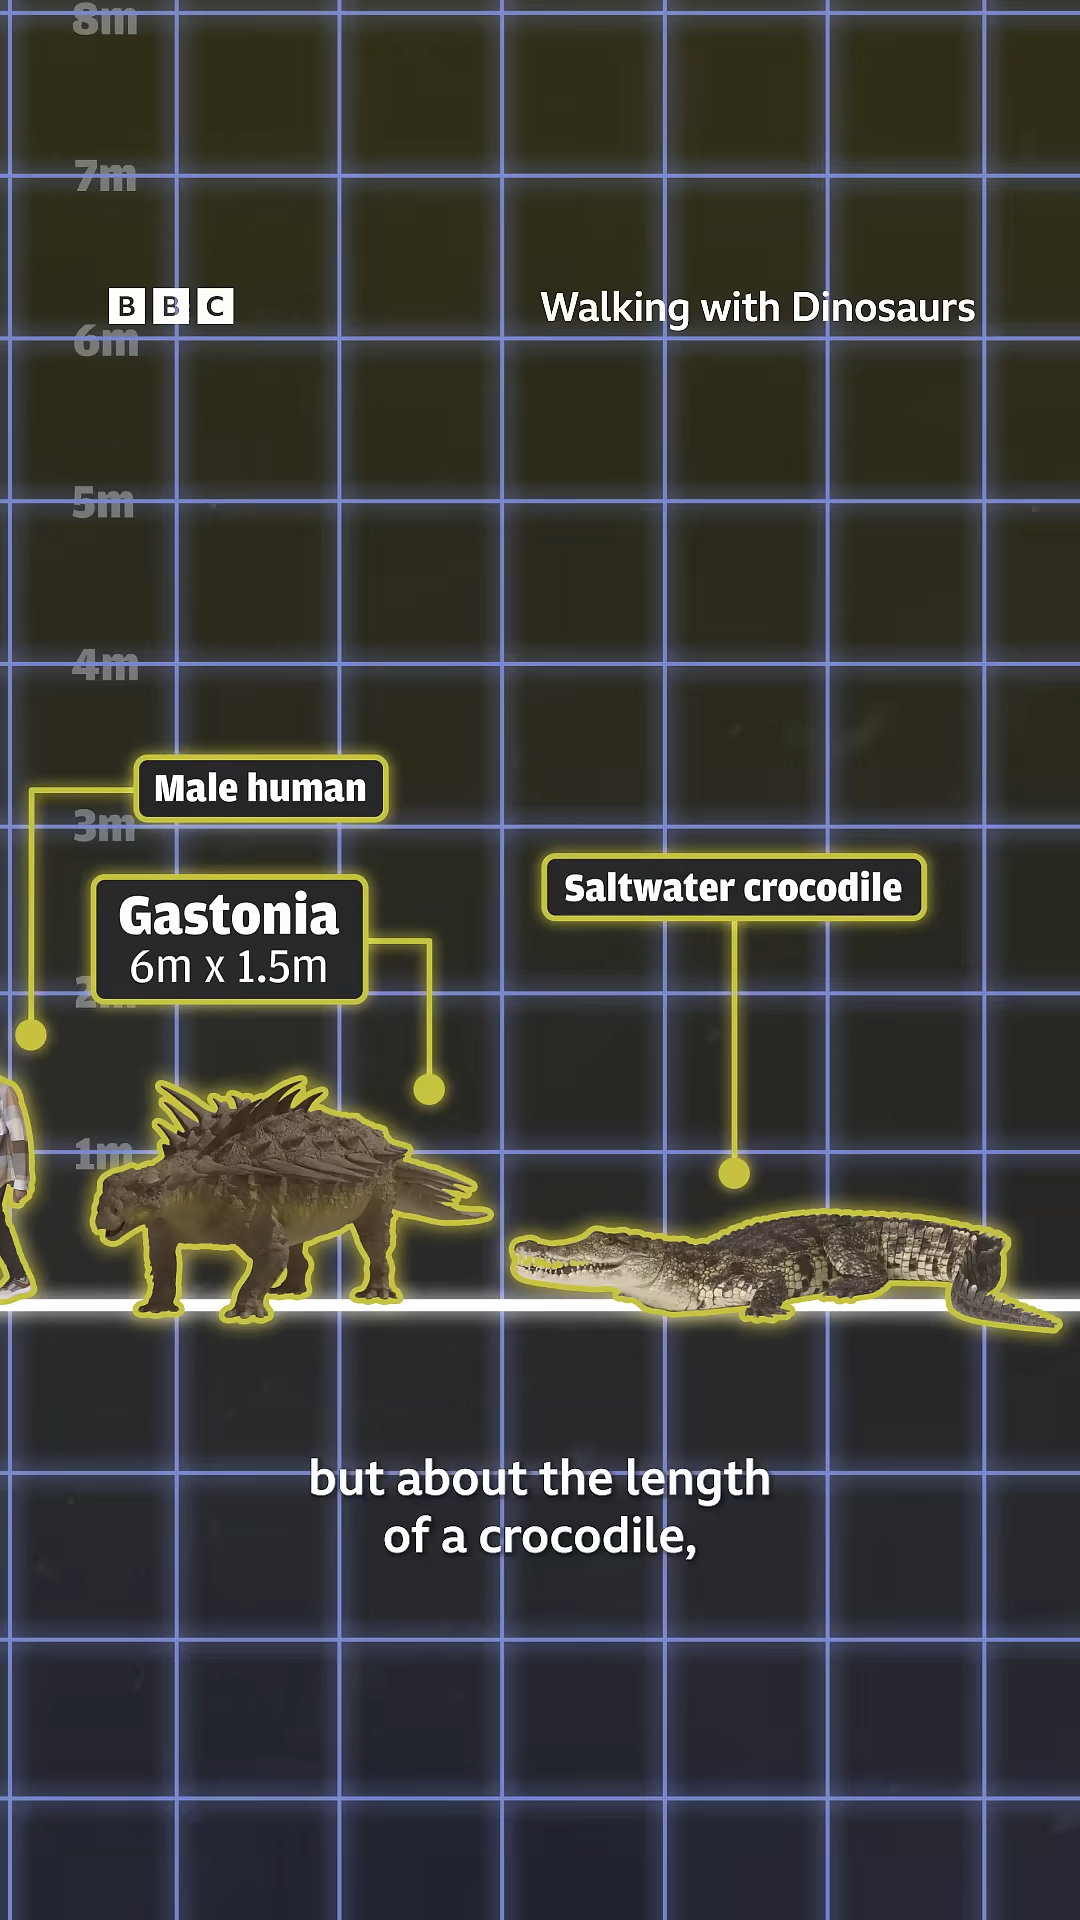 8m
7m
BBC
Walking with Dinosaurs
6m
5m
4m
Male human
3m
Saltwater crocodile
Gastonia
6m x 1.5m
2m
1m
but about the length
of a crocodile,